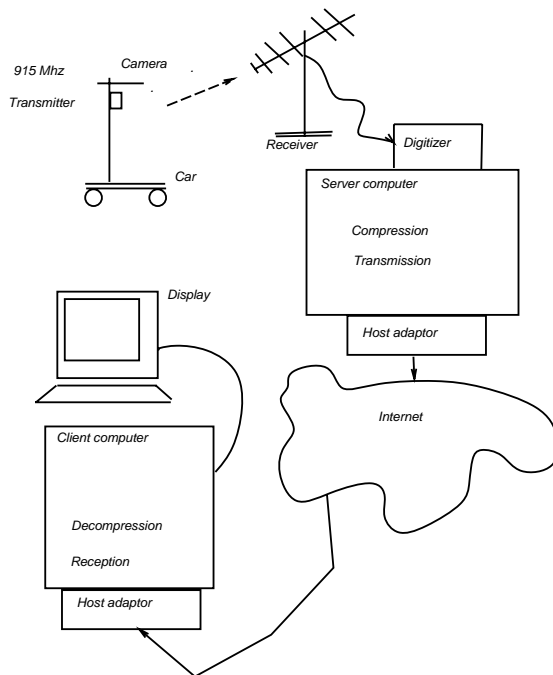 Camera
915 Mhz
Transmitter
Car
Receiver
Digitizer
Server computer
Compression
Transmission
Host adaptor
Internet
Display
Client computer
Decompression
Reception
Host adaptor